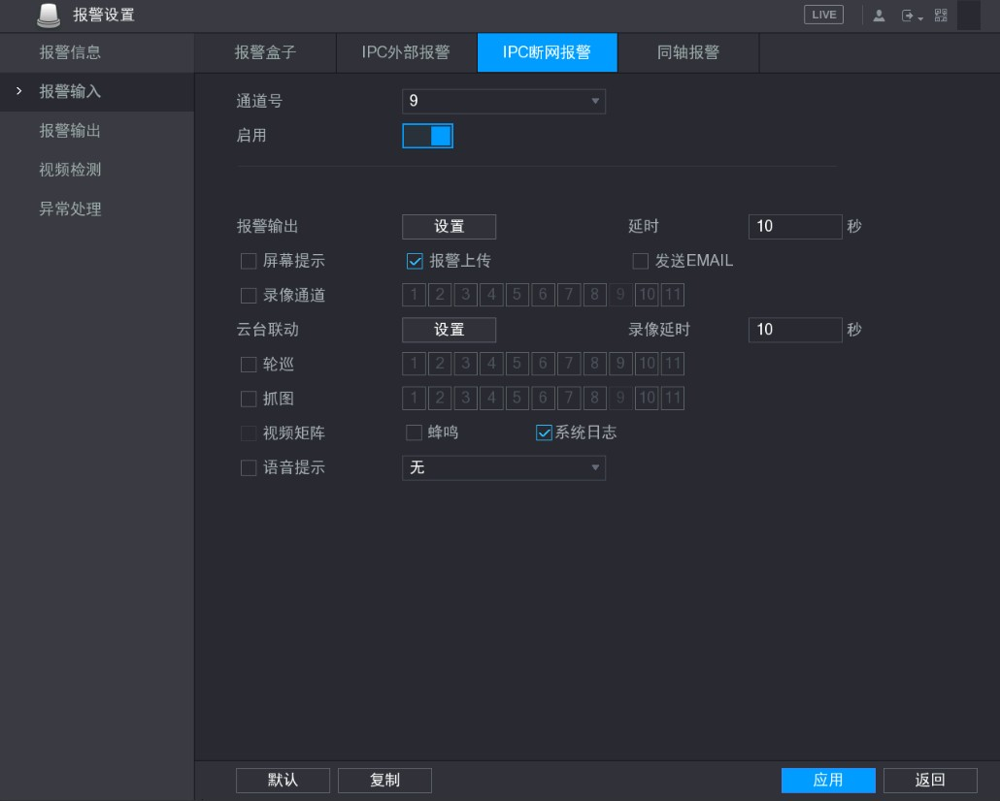 报警设置 LIVE
报警信息
报警输入
报警输出
视频检测
异常处理
报警盒子 IPC外部报警 IPC断网报警 同轴报警
通道号 9
启用
报警输出 设置 延时 10 秒
屏幕提示 报警上传 发送EMAIL
录像通道 1 2 3 4 5 6 7 8 9 10 11
云台联动 设置 录像延时 10 秒
轮巡 1 2 3 4 5 6 7 8 9 10 11
抓图 1 2 3 4 5 6 7 8 9 10 11
视频矩阵 蜂鸣 系统日志
语音提示 无
默认 复制 应用 返回